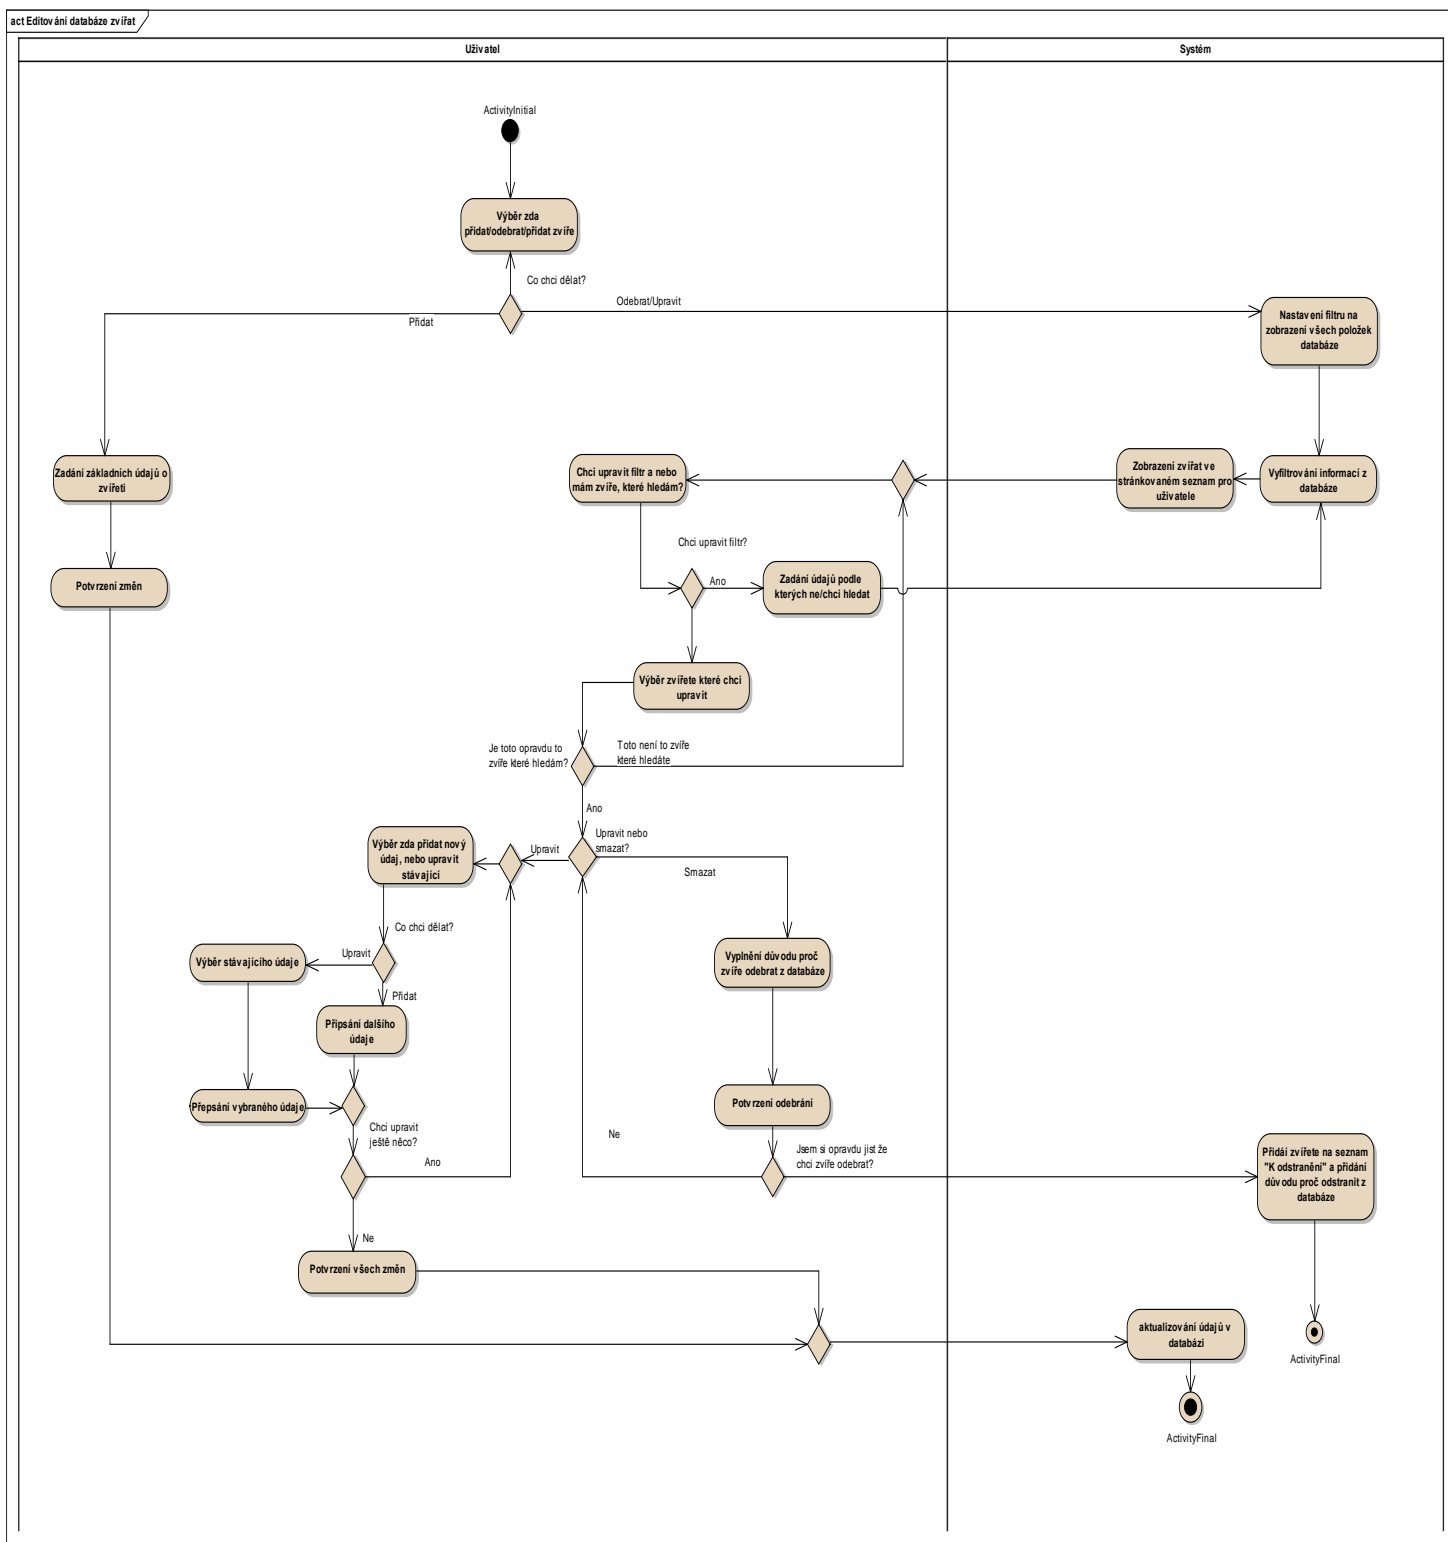 act Editování databáze zvířat
Uživatel
Systém
ActivityInitial
Výběr zda
přidat/odebrat/přidat zvíře
Co chci dělat?
Odebrat/Upravit
Přidat
Nastavení filtru na
zobrazení všech položek
databáze
Zadání základních údajů o
zvířeti
Chci upravit filtr a nebo
mám zvíře, které hledám?
Zobrazení zvířat ve
stránkovaném seznam pro
uživatele
Vyfiltrování informací z
databáze
Chci upravit filtr?
Potvrzení změn
Ano
Zadání údajů podle
kterých ne/chci hledat
Výběr zvířete které chci
upravit
Je toto opravdu to
zvíře které hledám?
Toto není to zvíře
které hledáte
Ano
Upravit nebo
smazat?
Upravit
Smazat
Výběr zda přidat nový
údaj, nebo upravit
stávající
Co chci dělat?
Upravit
Výběr stávajícího údaje
Přidat
Vyplnění důvodu proč
zvíře odebrat z databáze
Připsání dalšího
údaje
Přepsání vybraného údaje
Potvrzení odebrání
Chci upravit
ještě něco?
Ano
Ne
Jsem si opravdu jist že
chci zvíře odebrat?
Přidáí zvířete na seznam
"K odstranění" a přidání
důvodu proč odstranit z
databáze
Ne
Potvrzení všech změn
aktualizování údajů v
databázi
ActivityFinal
ActivityFinal